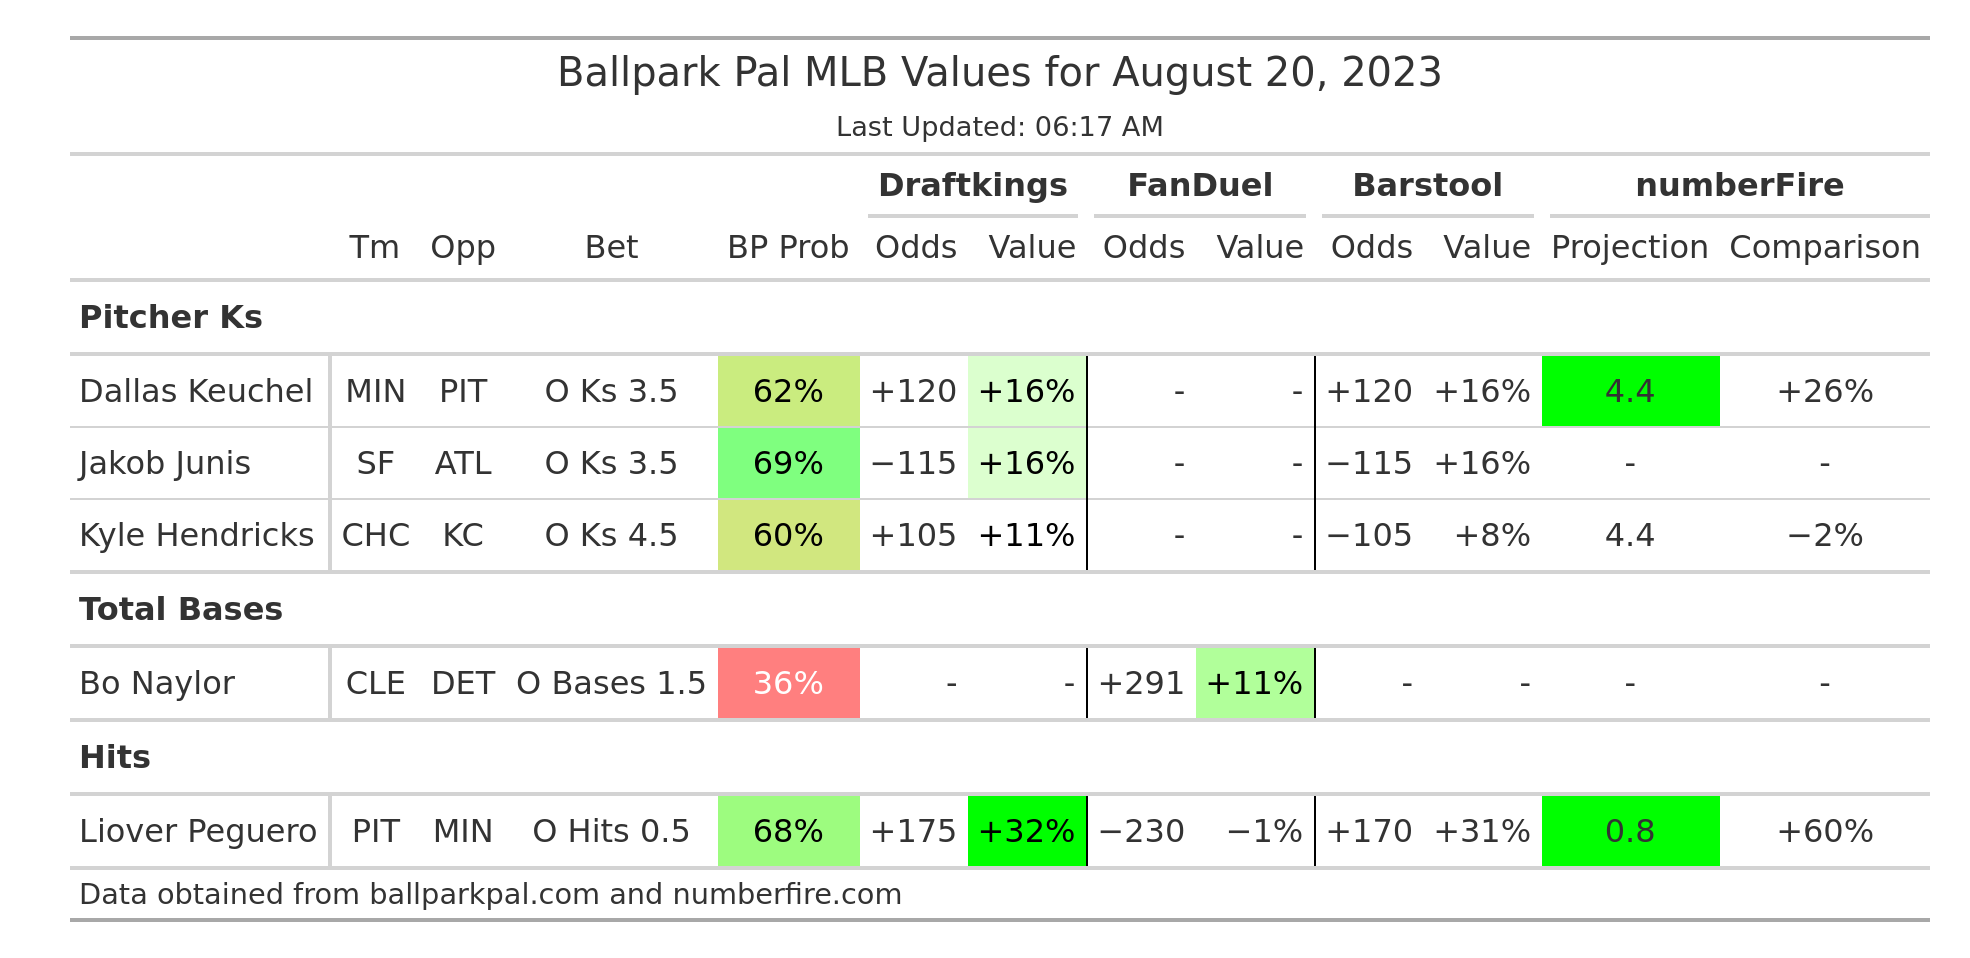 Ballpark Pal MLB Values for August 20, 2023
Last Updated: 06:17 AM
Draftkings FanDuel Barstool numberFire
Tm Opp Bet BP Prob Odds Value Odds Value Odds Value Projection Comparison
Pitcher Ks
Dallas Keuchel MIN PIT O Ks 3.5 62% +120 +16% - - +120 +16% 4.4 +26%
Jakob Junis SF ATL O Ks 3.5 69% −115 +16% - - −115 +16% - -
Kyle Hendricks CHC KC O Ks 4.5 60% +105 +11% - - −105 +8% 4.4 −2%
Total Bases
Bo Naylor CLE DET O Bases 1.5 36% - - +291 +11% - - - -
Hits
Liover Peguero PIT MIN O Hits 0.5 68% +175 +32% −230 −1% +170 +31% 0.8 +60%
Data obtained from ballparkpal.com and numberfire.com